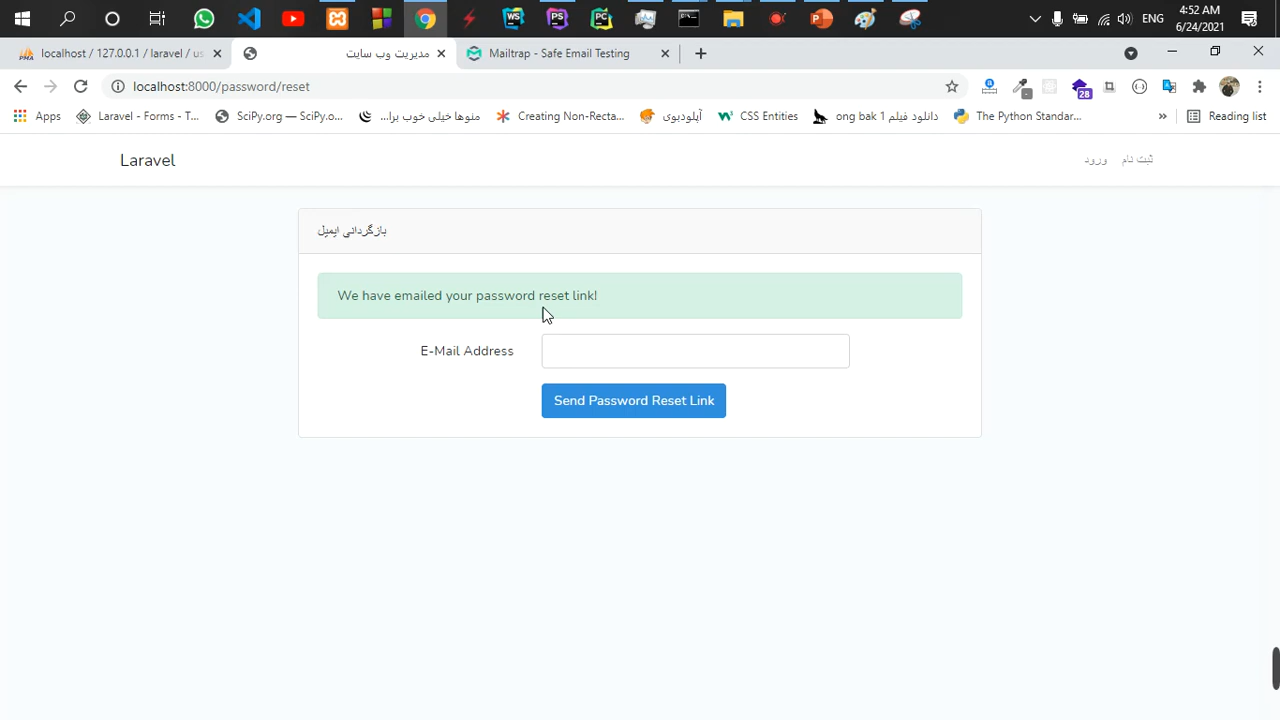 4:52 AM
ENG
6/24/2021
localhost / 127.0.0.1 / laravel / us
مدیریت وب سایت
Mailtrap - Safe Email Testing
localhost:8000/password/reset
28
Apps
Laravel - Forms - T...
SciPy.org — SciPy.o...
منوها خیلی خوب برا...
Creating Non-Recta...
آپلودبوی
CSS Entities
دانلود فیلم ong bak 1
The Python Standar...
Reading list
Laravel
ورود
ثبت نام
بازگردانی ایمیل
We have emailed your password reset link!
E-Mail Address
Send Password Reset Link